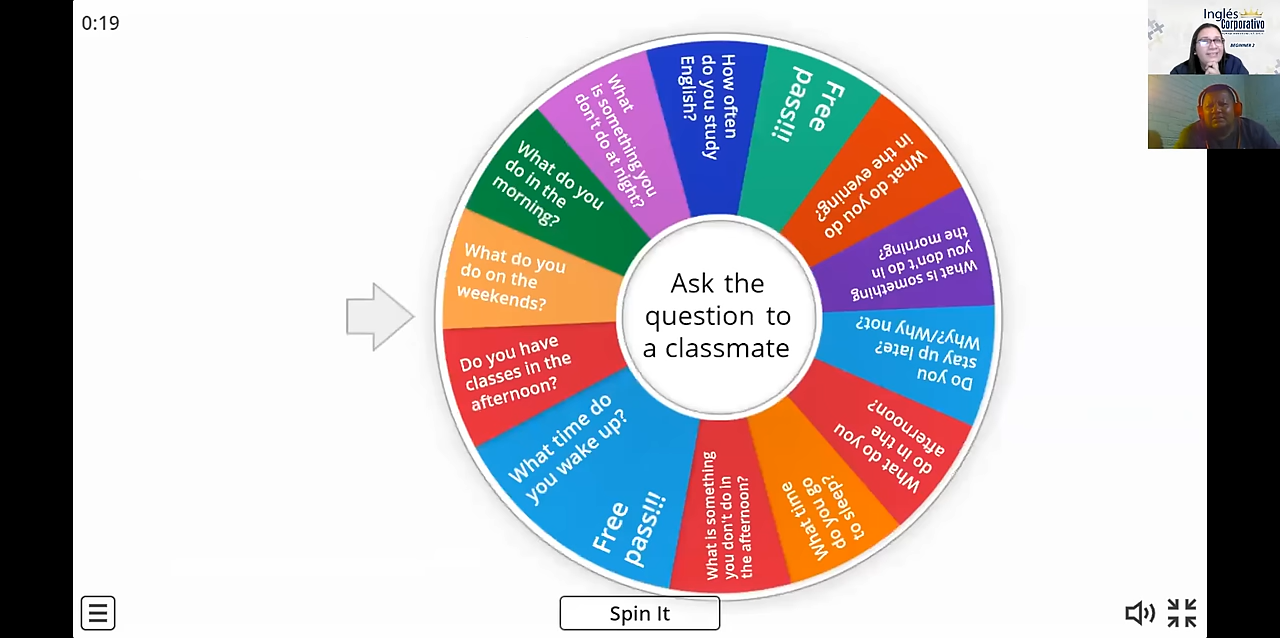 0:19
Inglés
Corporativo
BEGINNER 2
How often
do you study
English?
Free
pass!!!
What do you do
in the evening?
What is something
you don't do in
the morning?
Do you
stay up late?
Why?/Why not?
What do you
do in the
afternoon?
What time
do you go
to sleep?
What is something
you don't do in
the afternoon?
Free
pass!!!
What time do
you wake up?
Do you have
classes in the
afternoon?
What do you
do on the
weekends?
What do you
do in the
morning?
What
is something you
don't do at night?
Ask the
question to
a classmate
Spin It